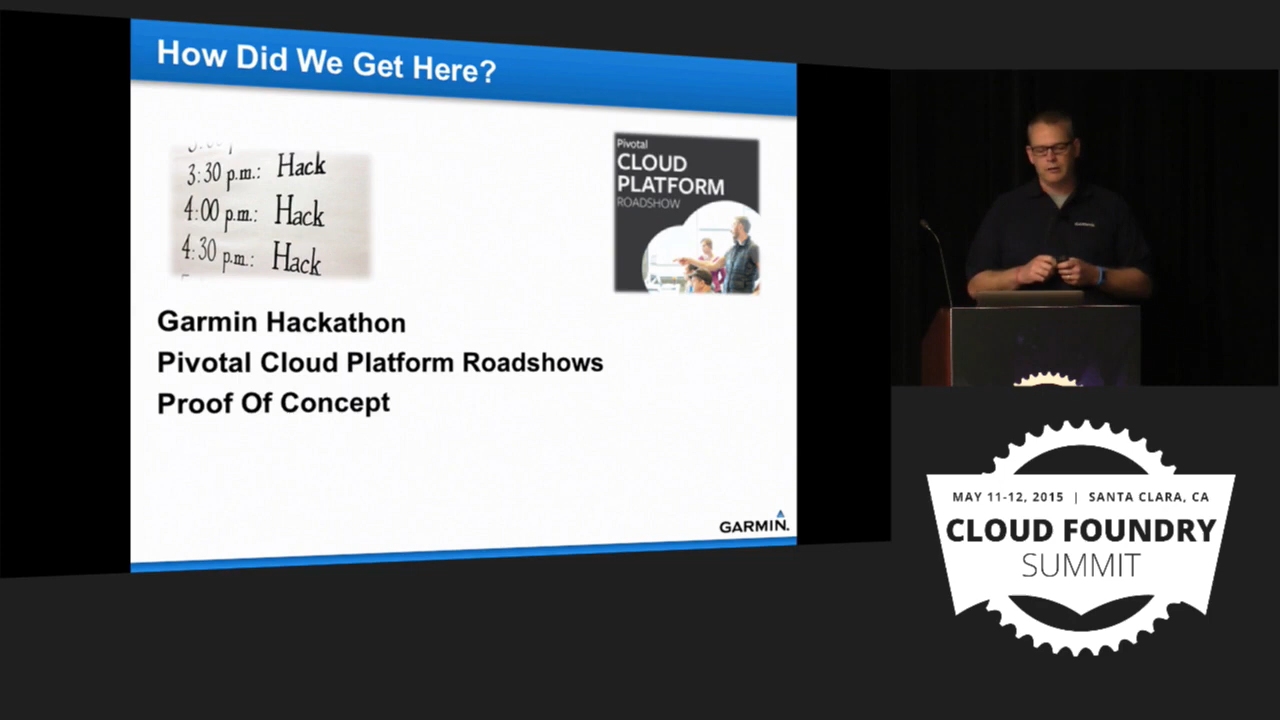 How Did We Get Here?
3:30 p.m.: Hack
4:00 p.m.: Hack
4:30 p.m.: Hack
Pivotal
CLOUD
PLATFORM
ROADSHOW
Garmin Hackathon
Pivotal Cloud Platform Roadshows
Proof Of Concept
GARMIN.
MAY 11-12, 2015 | SANTA CLARA, CA
CLOUD FOUNDRY
SUMMIT